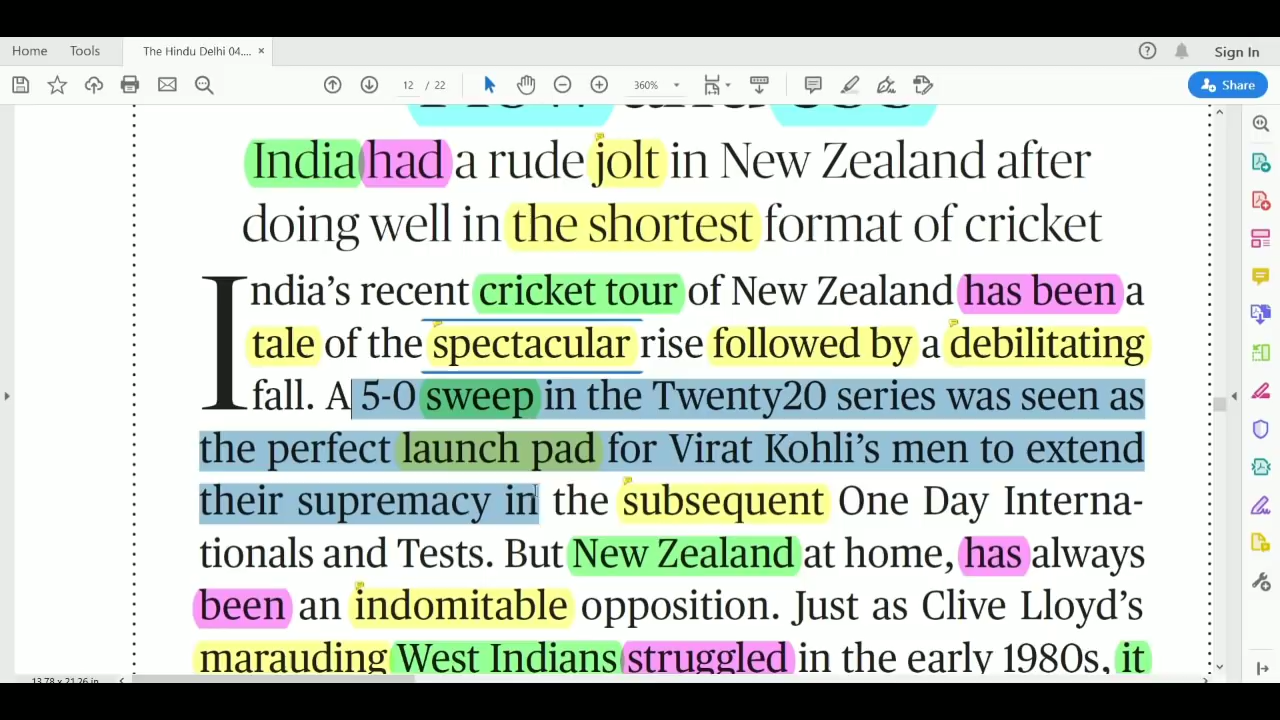 Home Tools The Hindu Delhi 04.... × Sign In
12 / 22 360% Share
India had a rude jolt in New Zealand after
doing well in the shortest format of cricket
India's recent cricket tour of New Zealand has been a
tale of the spectacular rise followed by a debilitating
fall. A 5-0 sweep in the Twenty20 series was seen as
the perfect launch pad for Virat Kohli's men to extend
their supremacy in the subsequent One Day Interna-
tionals and Tests. But New Zealand at home, has always
been an indomitable opposition. Just as Clive Lloyd's
marauding West Indians struggled in the early 1980s, it
13.78 x 21.26 in